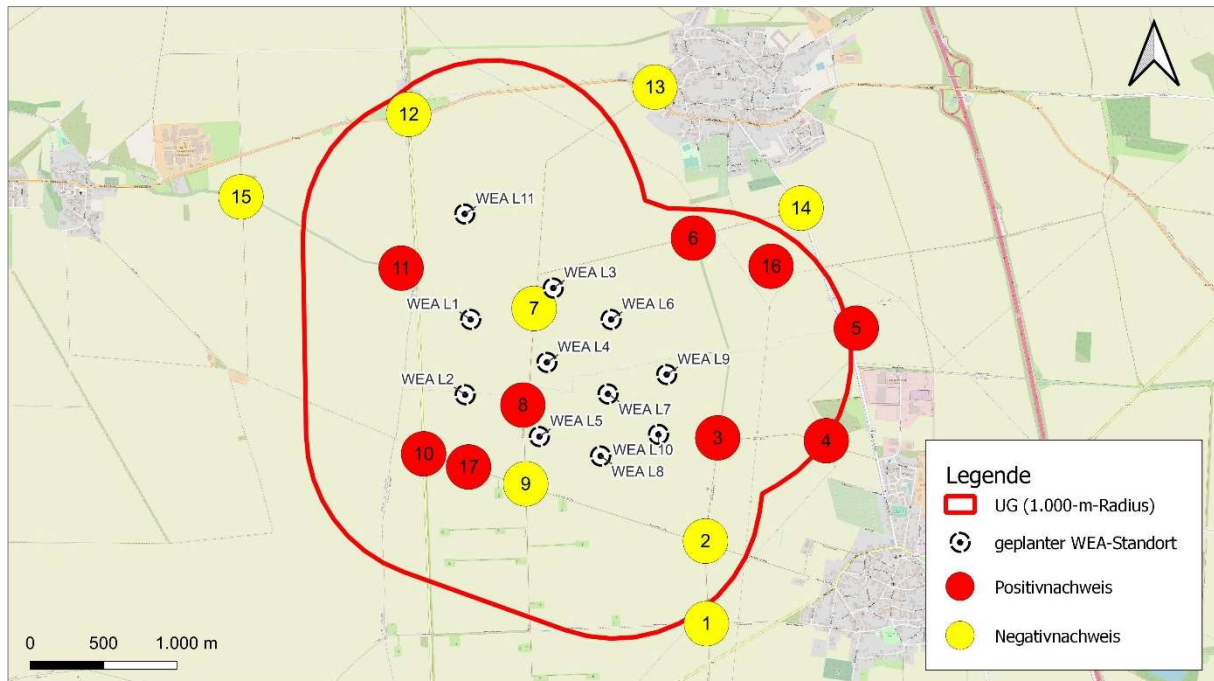 13
12
15
14
WEA L11
6
16
11
WEA L3
7
WEA L1
WEA L6
5
WEA L4
WEA L9
WEA L2
8
WEA L7
3
4
WEA L5
10
17
WEA L10
WEA L8
9
2
1
Legende
UG (1.000-m-Radius)
geplanter WEA-Standort
Positivnachweis
Negativnachweis
0 500 1.000 m